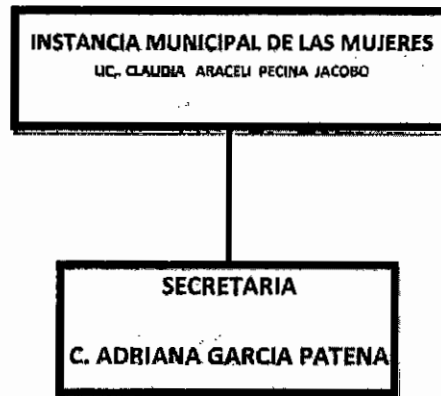 INSTANCIA MUNICIPAL DE LAS MUJERES
LIC. CLAUDIA ARACELI PECINA JACOBO
SECRETARIA
C. ADRIANA GARCIA PATENA